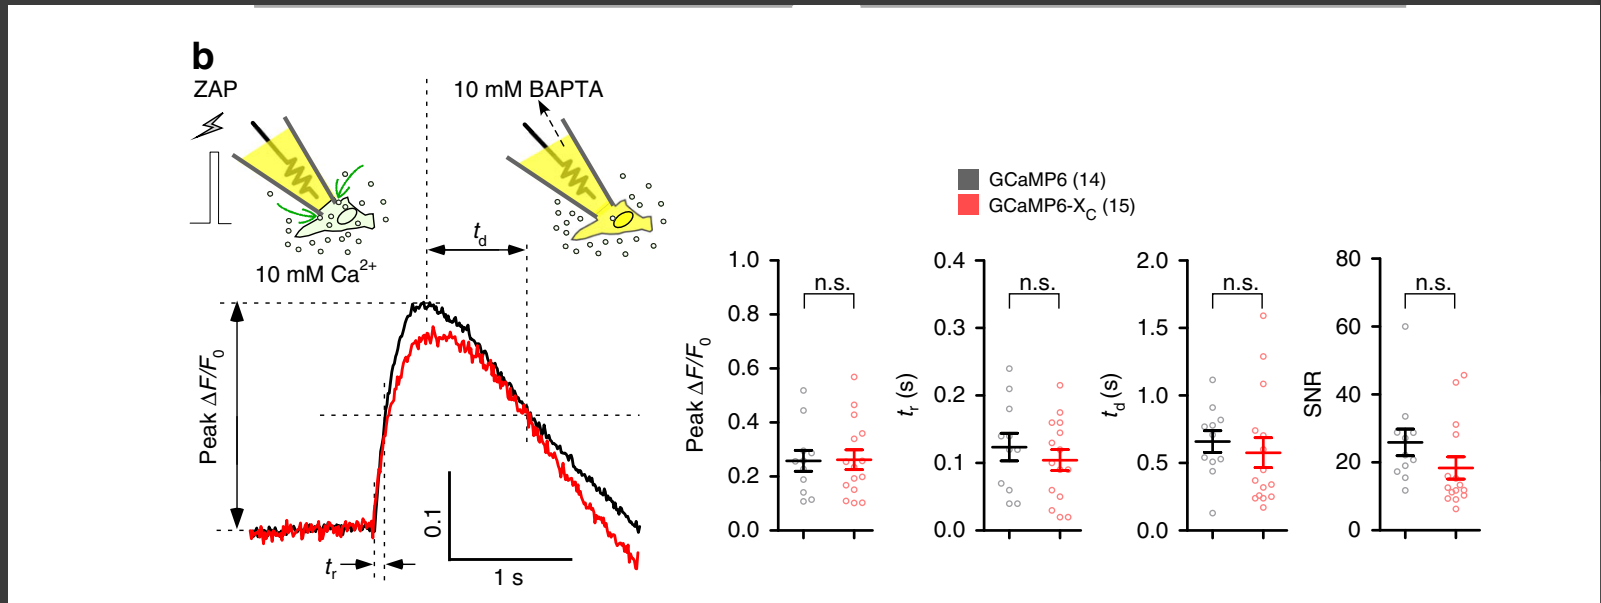 b
ZAP
10 mM BAPTA
10 mM Ca2+
td
Peak ΔF/F0
tr
0.1
1 s
GCaMP6 (14)
GCaMP6-XC (15)
Peak ΔF/F0
1.0
0.8
0.6
0.4
0.2
0.0
n.s.
tr (s)
0.4
0.3
0.2
0.1
0.0
n.s.
td (s)
2.0
1.5
1.0
0.5
0.0
n.s.
SNR
80
60
40
20
0
n.s.